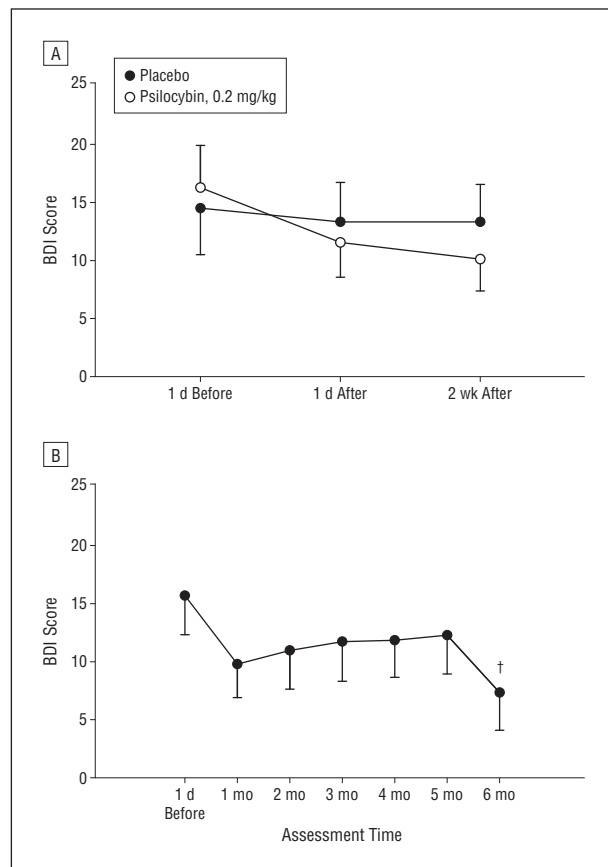 A
Placebo
Psilocybin, 0.2 mg/kg
25
20
15
10
5
0
BDI Score
1 d Before
1 d After
2 wk After
B
25
20
15
10
5
0
BDI Score
†
1 d
Before
1 mo
2 mo
3 mo
4 mo
5 mo
6 mo
Assessment Time